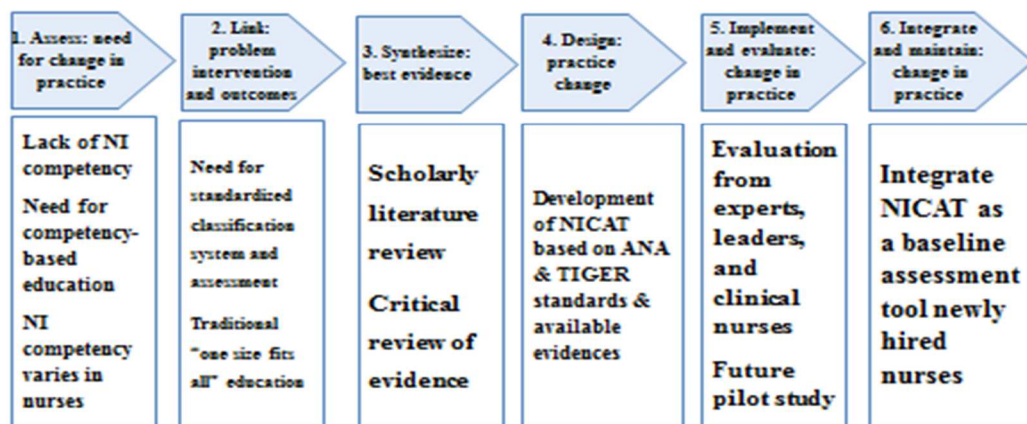 1. Assess: need
for change in
practice
2. Link:
problem
intervention
and outcomes
3. Synthesize:
best evidence
4. Design:
practice
change
5. Implement
and evaluate:
change in
practice
6. Integrate
and maintain:
change in
practice
Lack of NI
competency
Need for
competency-
based
education
NI
competency
varies in
nurses
Need for
standardized
classification
system and
assessment
Traditional
"one size fits
all" education
Scholarly
literature
review
Critical
review of
evidence
Development
of NICAT
based on ANA
& TIGER
standards &
available
evidences
Evaluation
from
experts,
leaders,
and
clinical
nurses
Future
pilot study
Integrate
NICAT as
a baseline
assessment
tool newly
hired
nurses